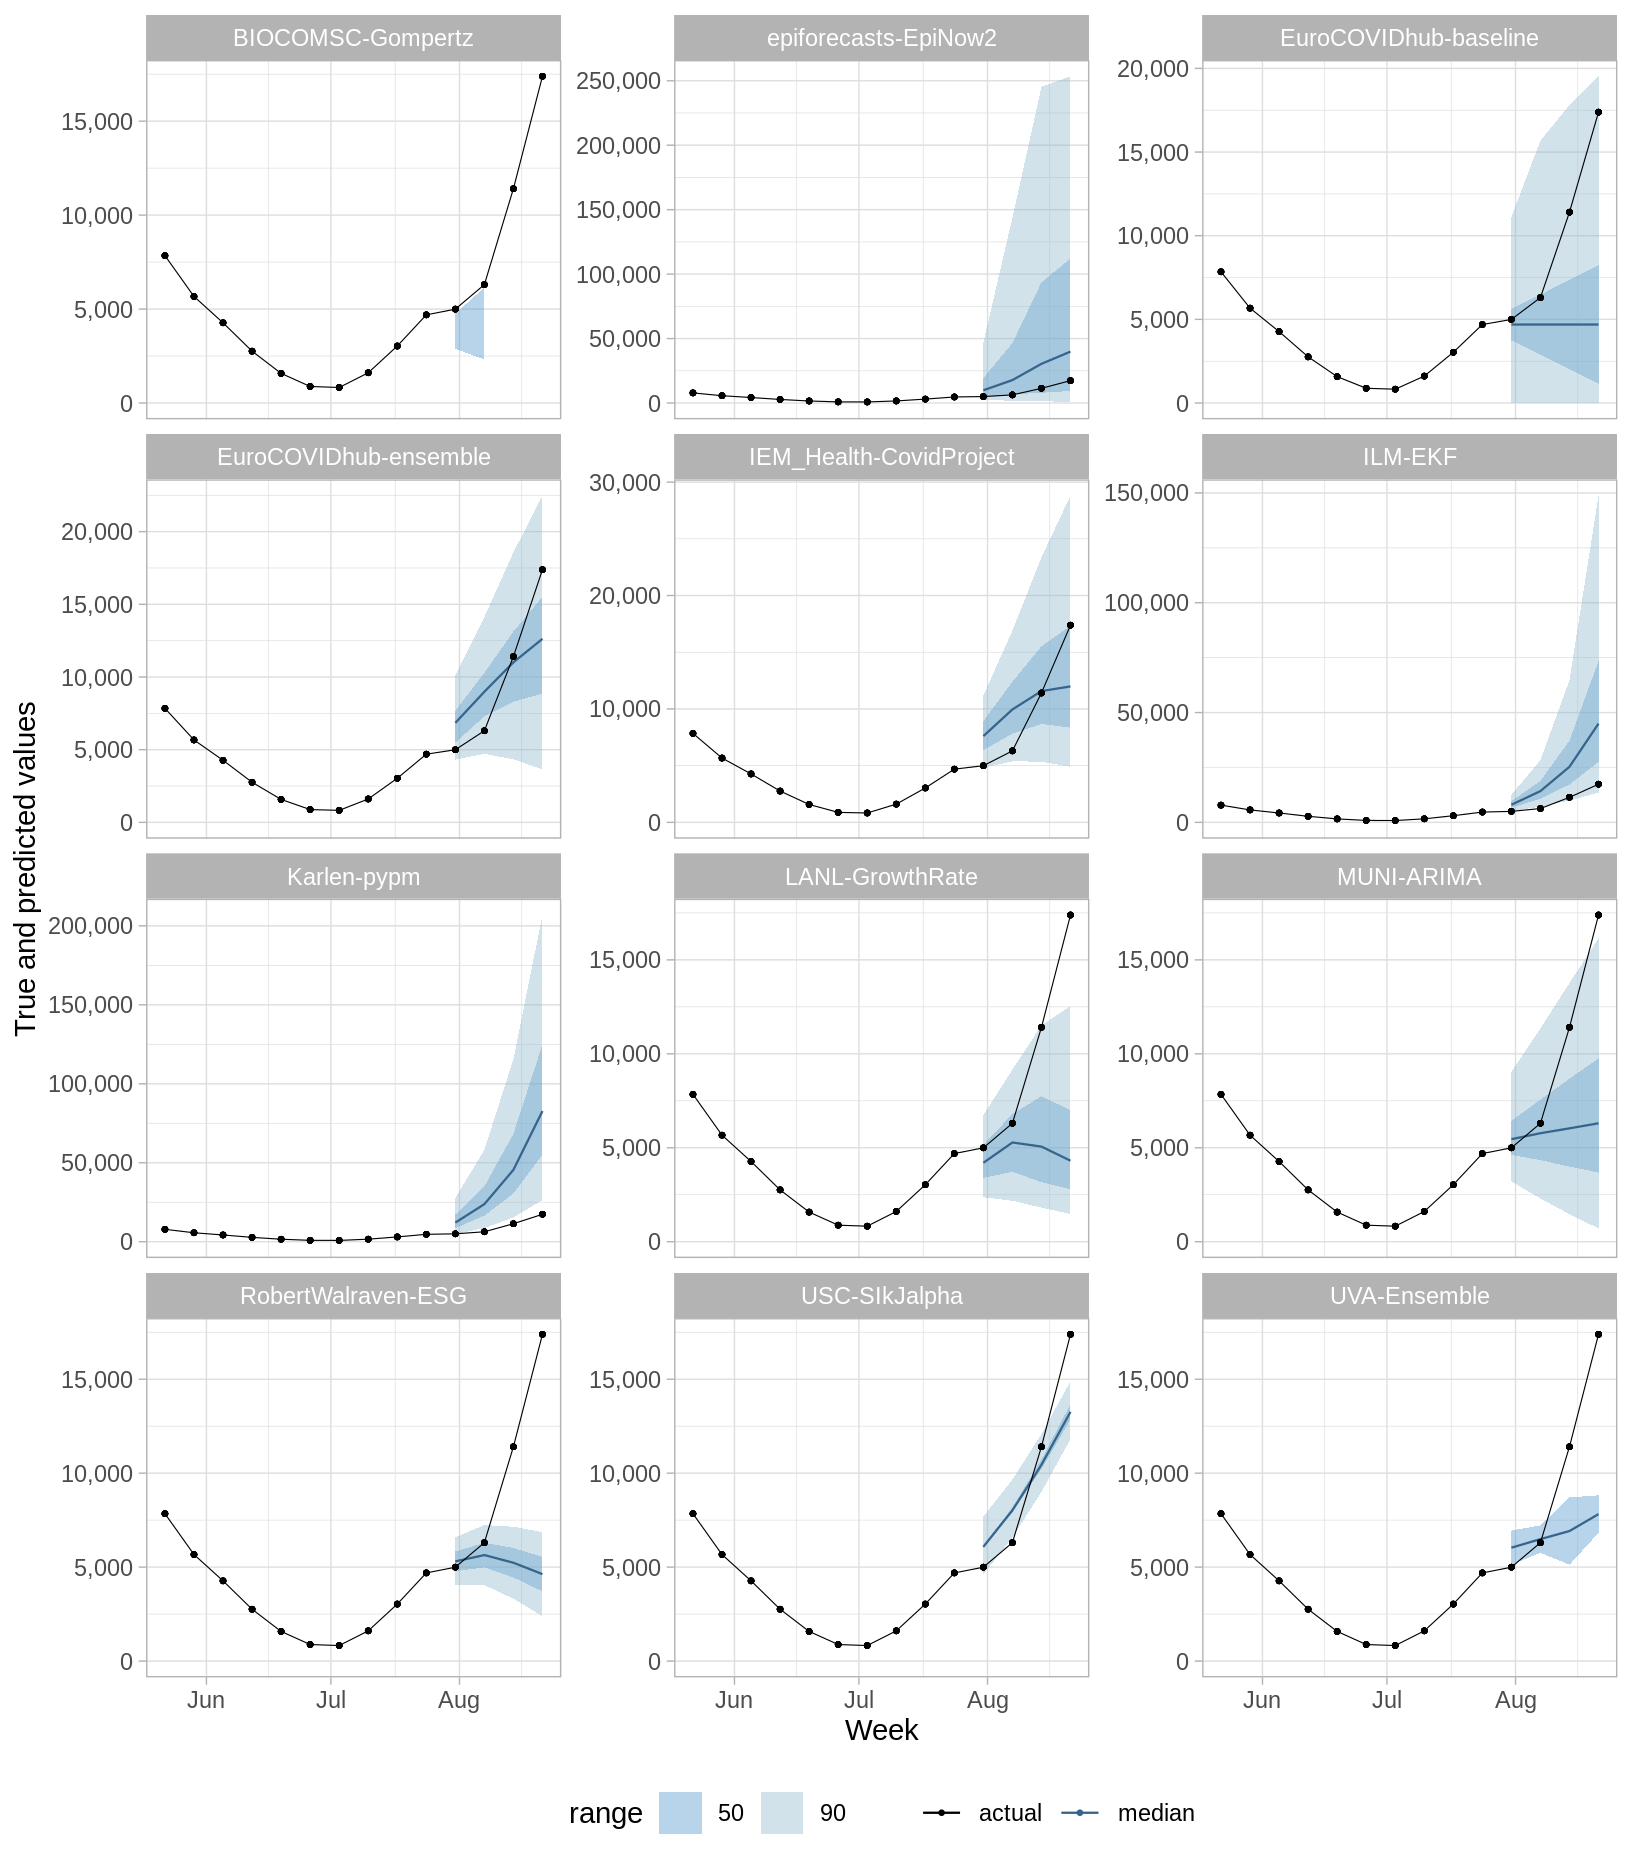 BIOCOMSC-Gompertz
epiforecasts-EpiNow2
EuroCOVIDhub-baseline
15,000
10,000
5,000
0
250,000
200,000
150,000
100,000
50,000
0
20,000
15,000
10,000
5,000
0
EuroCOVIDhub-ensemble
IEM_Health-CovidProject
ILM-EKF
20,000
15,000
10,000
5,000
0
30,000
20,000
10,000
0
150,000
100,000
50,000
0
True and predicted values
Karlen-pypm
LANL-GrowthRate
MUNI-ARIMA
200,000
150,000
100,000
50,000
0
15,000
10,000
5,000
0
15,000
10,000
5,000
0
RobertWalraven-ESG
USC-SIkJalpha
UVA-Ensemble
15,000
10,000
5,000
0
15,000
10,000
5,000
0
15,000
10,000
5,000
0
Jun Jul Aug
Jun Jul Aug
Jun Jul Aug
Week
range 50 90 actual median